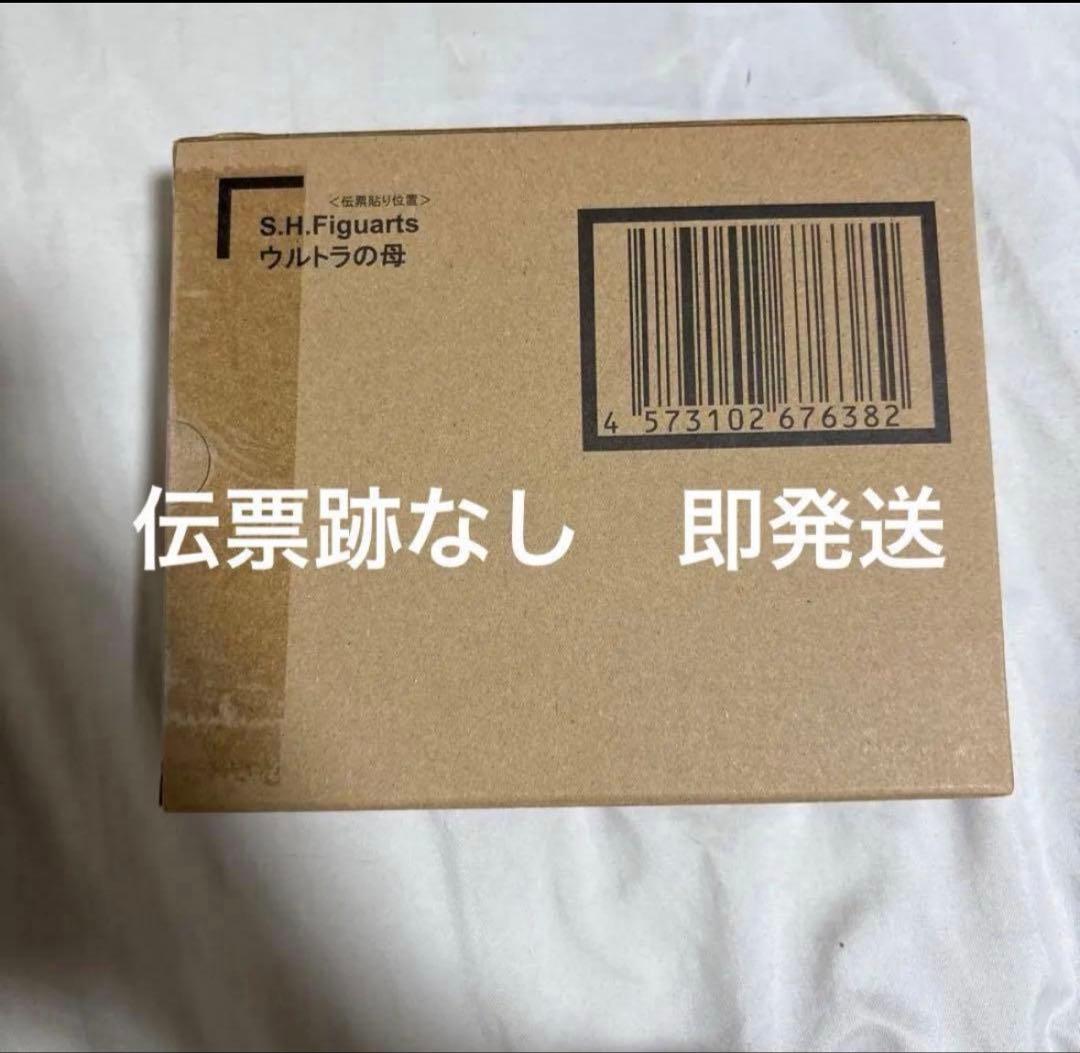 <伝票貼り位置>
S.H.Figuarts
ウルトラの母
4 573102 676382
伝票跡なし　即発送